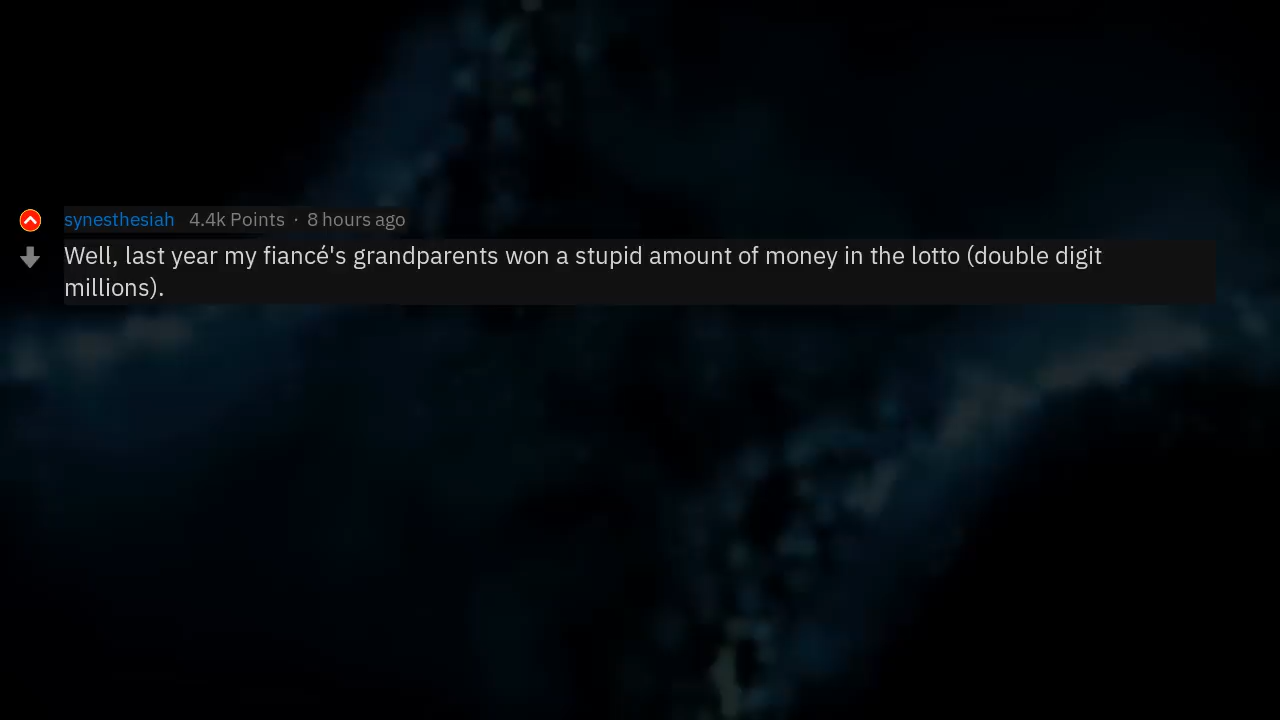 synesthesiah 4.4k Points · 8 hours ago
Well, last year my fiancé's grandparents won a stupid amount of money in the lotto (double digit
millions).